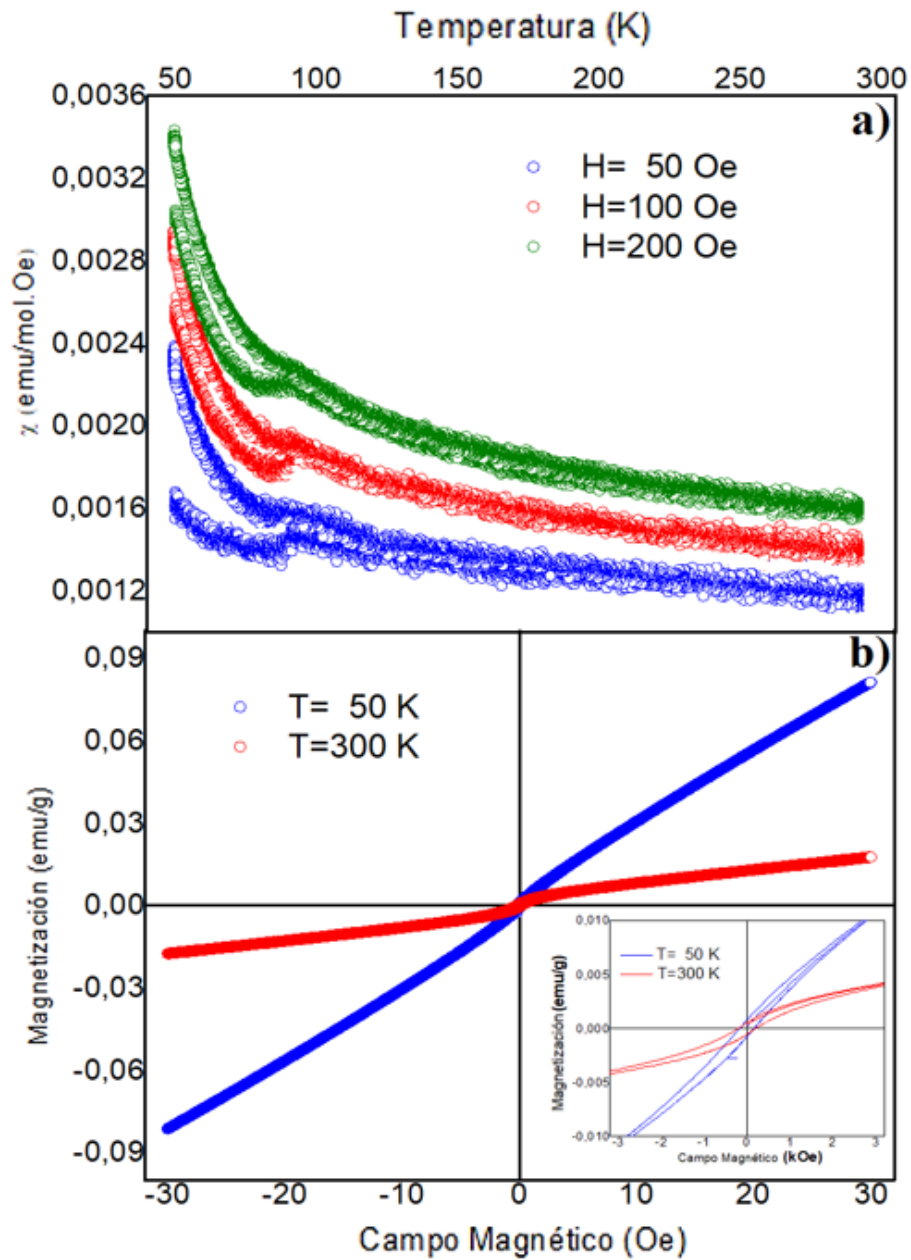 Temperatura (K)
50 100 150 200 250 300
a)
0,0036
0,0032
0,0028
0,0024
0,0020
0,0016
0,0012
χ (emu/mol.Oe)
H= 50 Oe
H=100 Oe
H=200 Oe
b)
0,09
0,06
0,03
0,00
-0,03
-0,06
-0,09
Magnetización (emu/g)
T= 50 K
T=300 K
0,010
0,005
0,000
-0,005
-0,010
Magnetización (emu/g)
T= 50 K
T=300 K
-3 -2 -1 0 1 2 3
Campo Magnético (kOe)
-30 -20 -10 0 10 20 30
Campo Magnético (Oe)